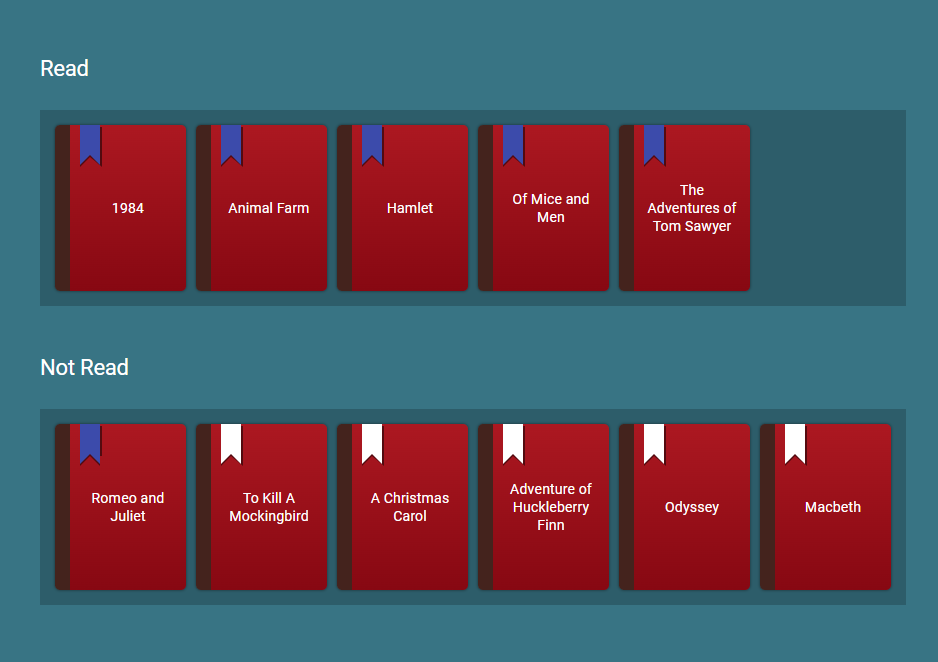 Read
1984
Animal Farm
Hamlet
Of Mice and
Men
The
Adventures of
Tom Sawyer
Not Read
Romeo and
Juliet
To Kill A
Mockingbird
A Christmas
Carol
Adventure of
Huckleberry
Finn
Odyssey
Macbeth